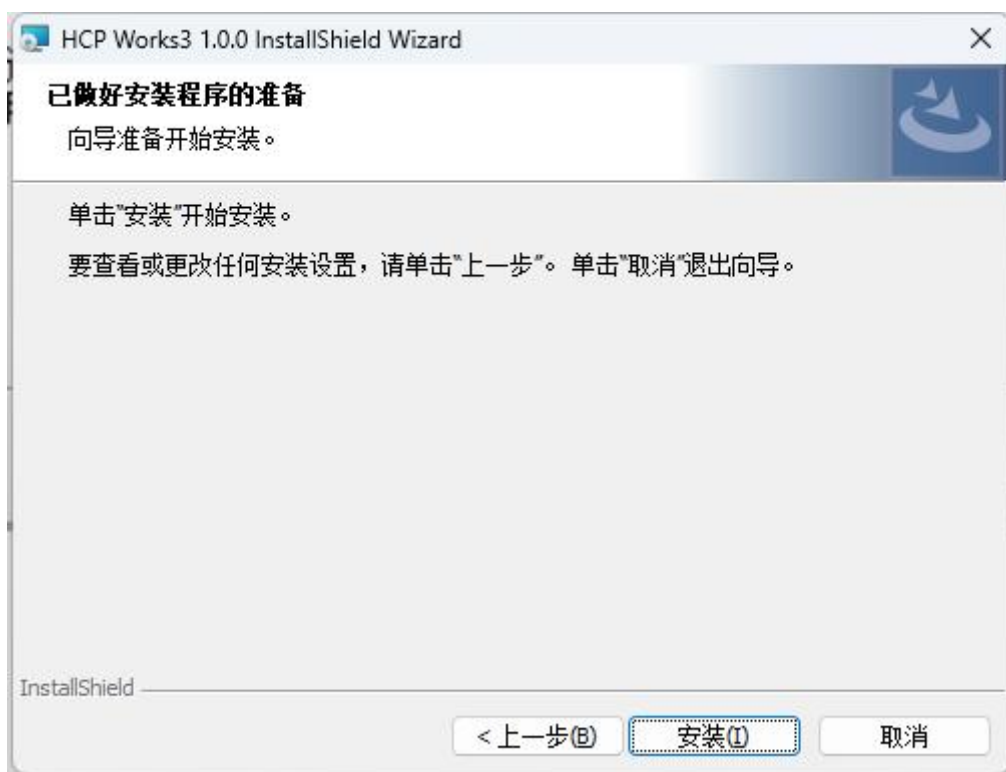 HCP Works3 1.0.0 InstallShield Wizard
已做好安装程序的准备
向导准备开始安装。
单击“安装”开始安装。
要查看或更改任何安装设置，请单击“上一步”。单击“取消”退出向导。
InstallShield
<上一步(B)
安装(I)
取消